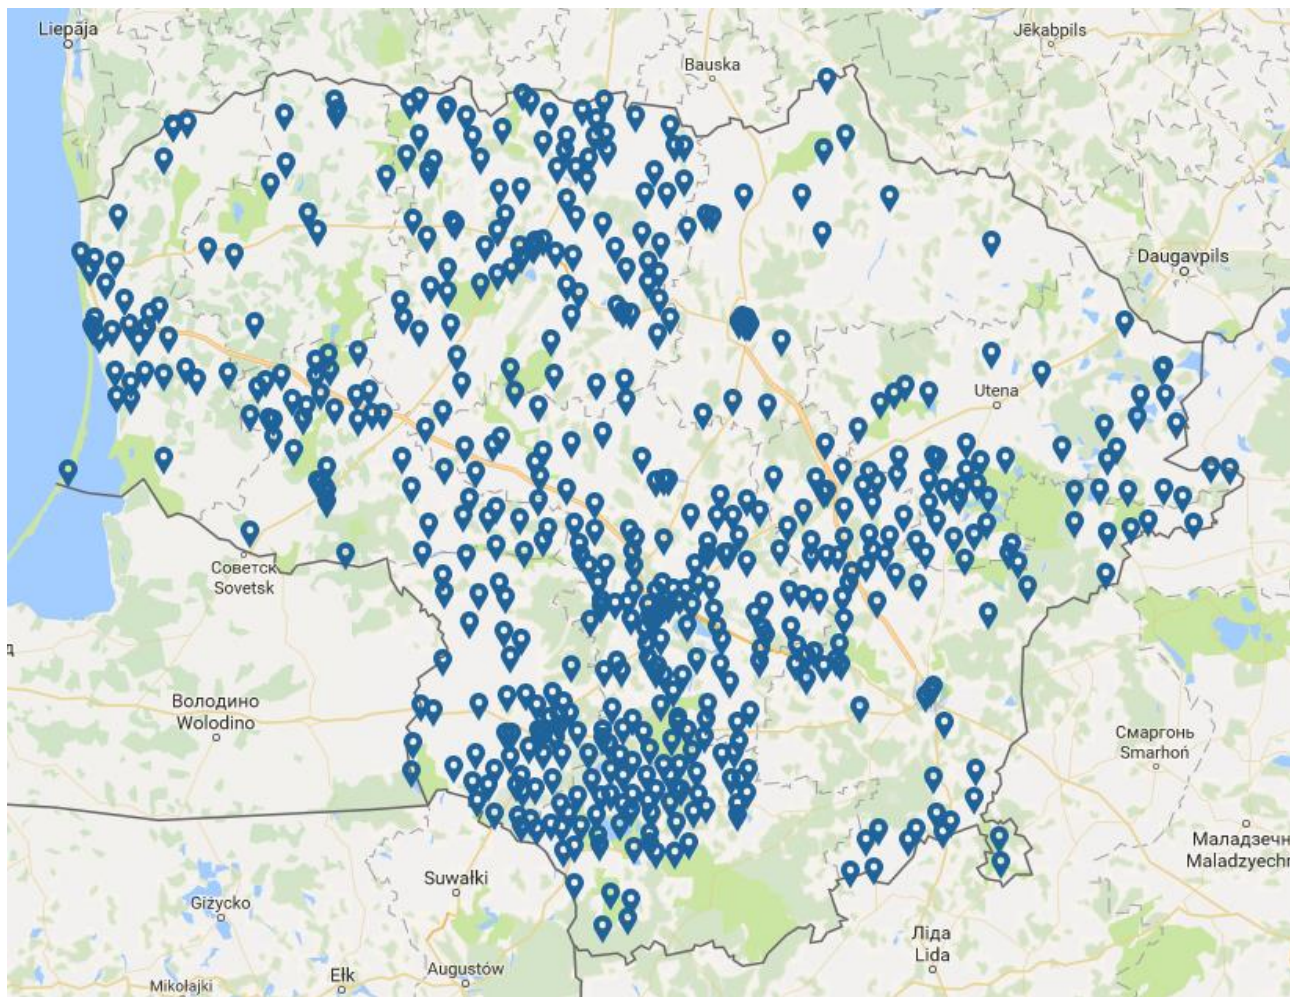 Liepāja
Jēkabpils
Bauska
Daugavpils
Utena
Советск
Sovetsk
д
Володино
Wolodino
Смаргонь
Smarhoń
Маладзечн
Maladzyechn
Suwałki
Giżycko
Ліда
Lida
Ełk
Augustów
Mikołajki